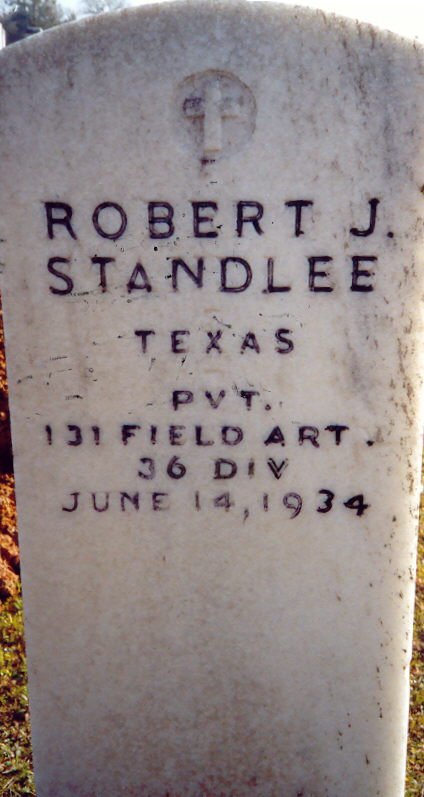 ROBERT J.
STANDLEE
TEXAS
PVT.
131 FIELD ART.
36 DIV
JUNE 14, 1934